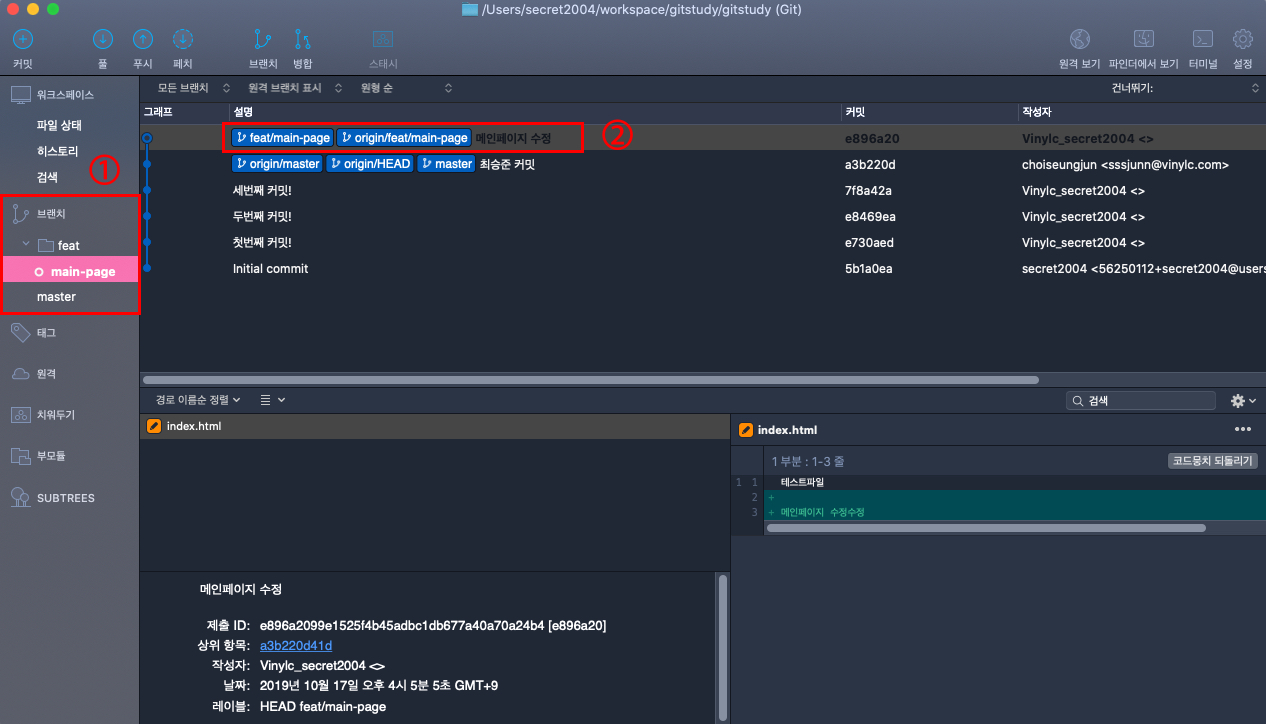 /Users/secret2004/workspace/gitstudy/gitstudy (Git)
커밋 풀 푸시 페치 브랜치 병합 스태시 원격 보기 파인더에서 보기 터미널 설정
워크스페이스
파일 상태
히스토리
검색
①
브랜치
feat
main-page
master
태그
원격
치워두기
부모듈
SUBTREES
모든 브랜치 원격 브랜치 표시 원형 순 건너뛰기:
그래프 설명 커밋 작성자
feat/main-page origin/feat/main-page 메인페이지 수정 ② e896a20 Vinylc_secret2004 <>
origin/master origin/HEAD master 최승준 커밋 a3b220d choiseungjun <sssjunn@vinylc.com>
세번째 커밋! 7f8a42a Vinylc_secret2004 <>
두번째 커밋! e8469ea Vinylc_secret2004 <>
첫번째 커밋! e730aed Vinylc_secret2004 <>
Initial commit 5b1a0ea secret2004 <56250112+secret2004@users
경로 이름순 정렬 검색
index.html
index.html
1 부분 : 1-3 줄 코드뭉치 되돌리기
1 1 테스트파일
2 +
3 + 메인페이지 수정수정
메인페이지 수정
제출 ID: e896a2099e1525f4b45adbc1db677a40a70a24b4 [e896a20]
상위 항목: a3b220d41d
작성자: Vinylc_secret2004 <>
날짜: 2019년 10월 17일 오후 4시 5분 5초 GMT+9
레이블: HEAD feat/main-page